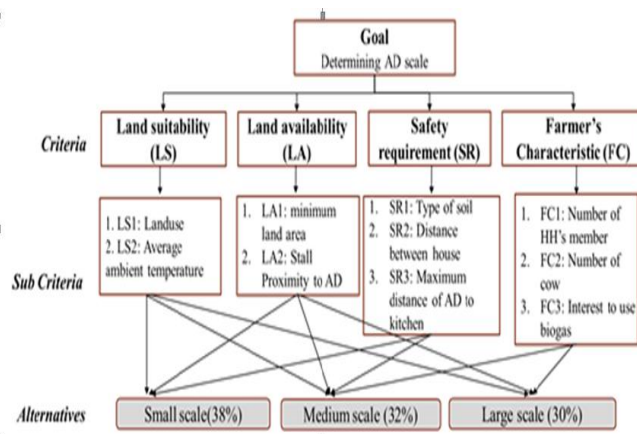 Goal
Determining AD scale
Criteria
Land suitability
(LS)
Land availability
(LA)
Safety
requirement (SR)
Farmer's
Characteristic (FC)
Sub Criteria
1. LS1: Landuse
2. LS2: Average
ambient temperature
1. LA1: minimum
land area
2. LA2: Stall
Proximity to AD
1. SR1: Type of soil
2. SR2: Distance
between house
3. SR3: Maximum
distance of AD to
kitchen
1. FC1: Number of
HH's member
2. FC2: Number of
cow
3. FC3: Interest to use
biogas
Alternatives
Small scale(38%)
Medium scale (32%)
Large scale (30%)